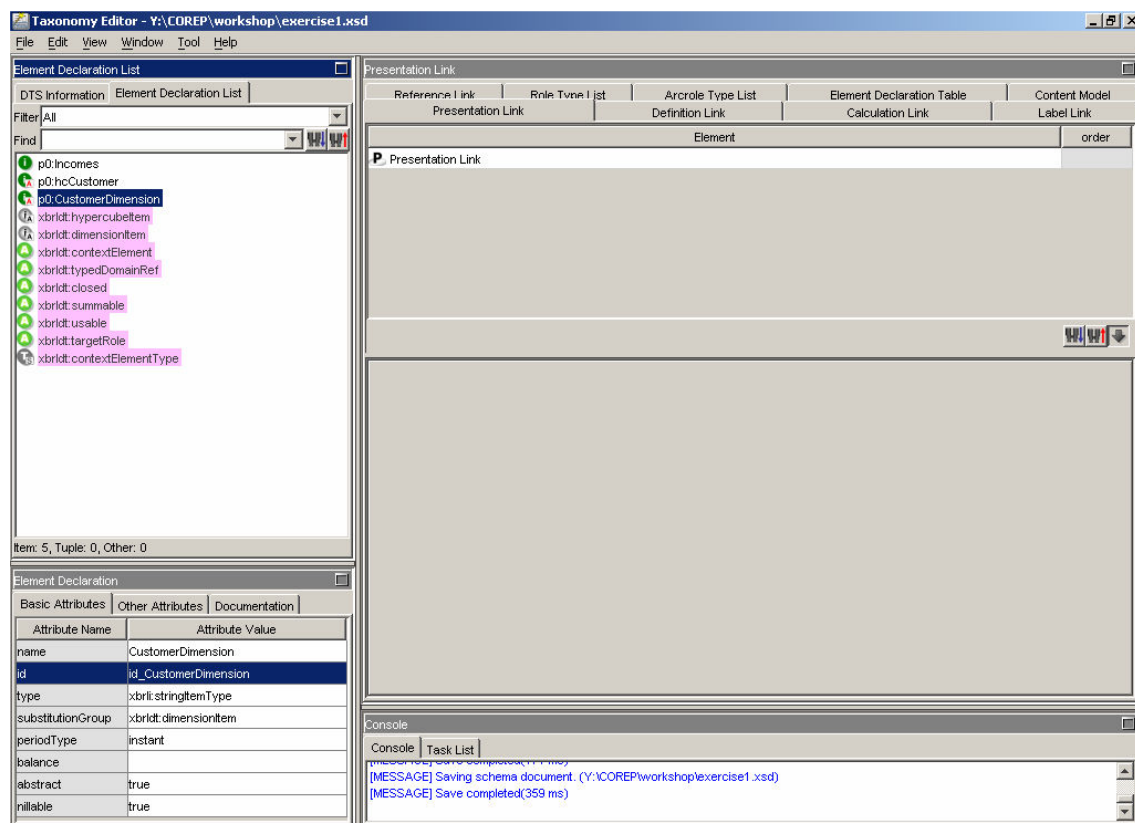 Taxonomy Editor - Y:\COREP\workshop\exercise1.xsd
File Edit View Window Tool Help
Element Declaration List
DTS Information Element Declaration List
Filter All
Find
p0:Incomes
p0:hcCustomer
p0:CustomerDimension
xbrldt:hypercubeItem
xbrldt:dimensionItem
xbrldt:contextElement
xbrldt:typedDomainRef
xbrldt:closed
xbrldt:summable
xbrldt:usable
xbrldt:targetRole
xbrldt:contextElementType
Item: 5, Tuple: 0, Other: 0
Element Declaration
Basic Attributes Other Attributes Documentation
Attribute Name Attribute Value
name CustomerDimension
id id_CustomerDimension
type xbrli:stringItemType
substitutionGroup xbrldt:dimensionItem
periodType instant
balance
abstract true
nillable true
Presentation Link
Reference Link Role Type List Arcrole Type List Element Declaration Table Content Model
Presentation Link Definition Link Calculation Link Label Link
Element order
P Presentation Link
Console
Console Task List
[MESSAGE] Save completed(171 ms)
[MESSAGE] Saving schema document. (Y:\COREP\workshop\exercise1.xsd)
[MESSAGE] Save completed(359 ms)